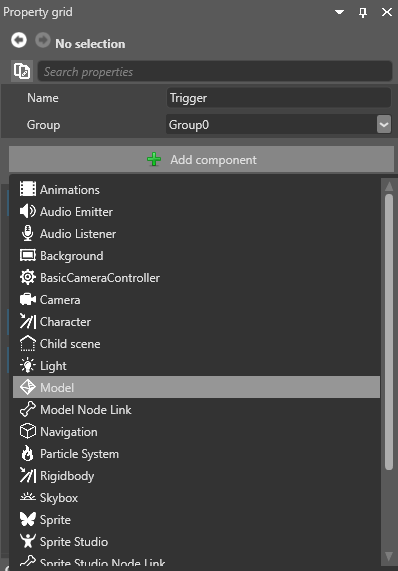 Property grid
No selection
Search properties
Name Trigger
Group Group0
Add component
Animations
Audio Emitter
Audio Listener
Background
BasicCameraController
Camera
Character
Child scene
Light
Model
Model Node Link
Navigation
Particle System
Rigidbody
Skybox
Sprite
Sprite Studio
Sprite Studio Node Link